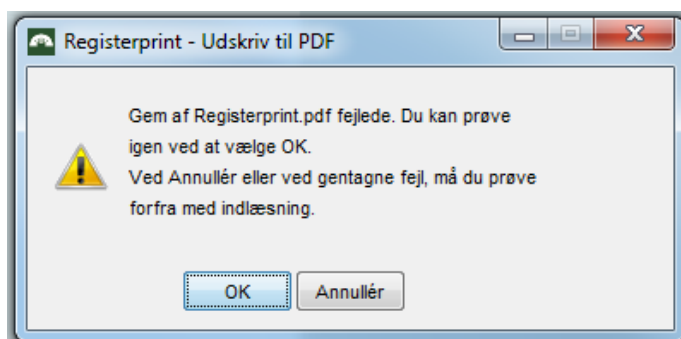 Registerprint - Udskriv til PDF
Gem af Registerprint.pdf fejlede. Du kan prøve
igen ved at vælge OK.
Ved Annullér eller ved gentagne fejl, må du prøve
forfra med indlæsning.
OK
Annullér